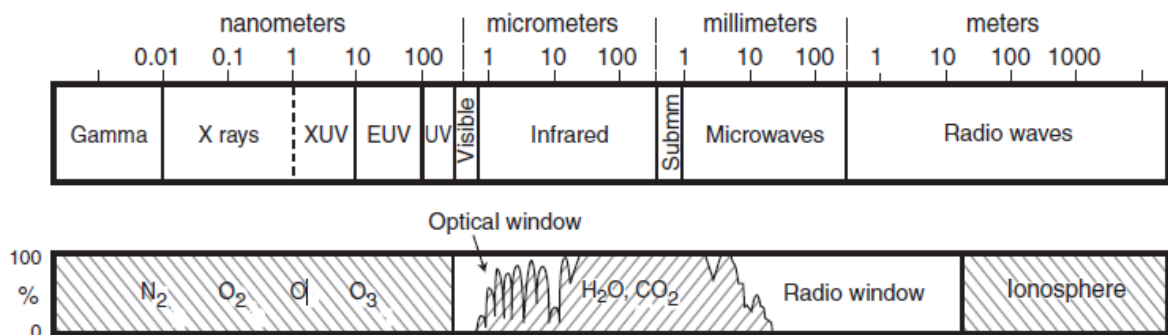 nanometers micrometers millimeters meters
0.01 0.1 1 10 100 1 10 100 1 10 100 1 10 100 1000
Gamma X rays XUV EUV UV Visible Infrared Submm Microwaves Radio waves
Optical window
100
%
0
N₂ O₂ O O₃ H₂O, CO₂ Radio window Ionosphere